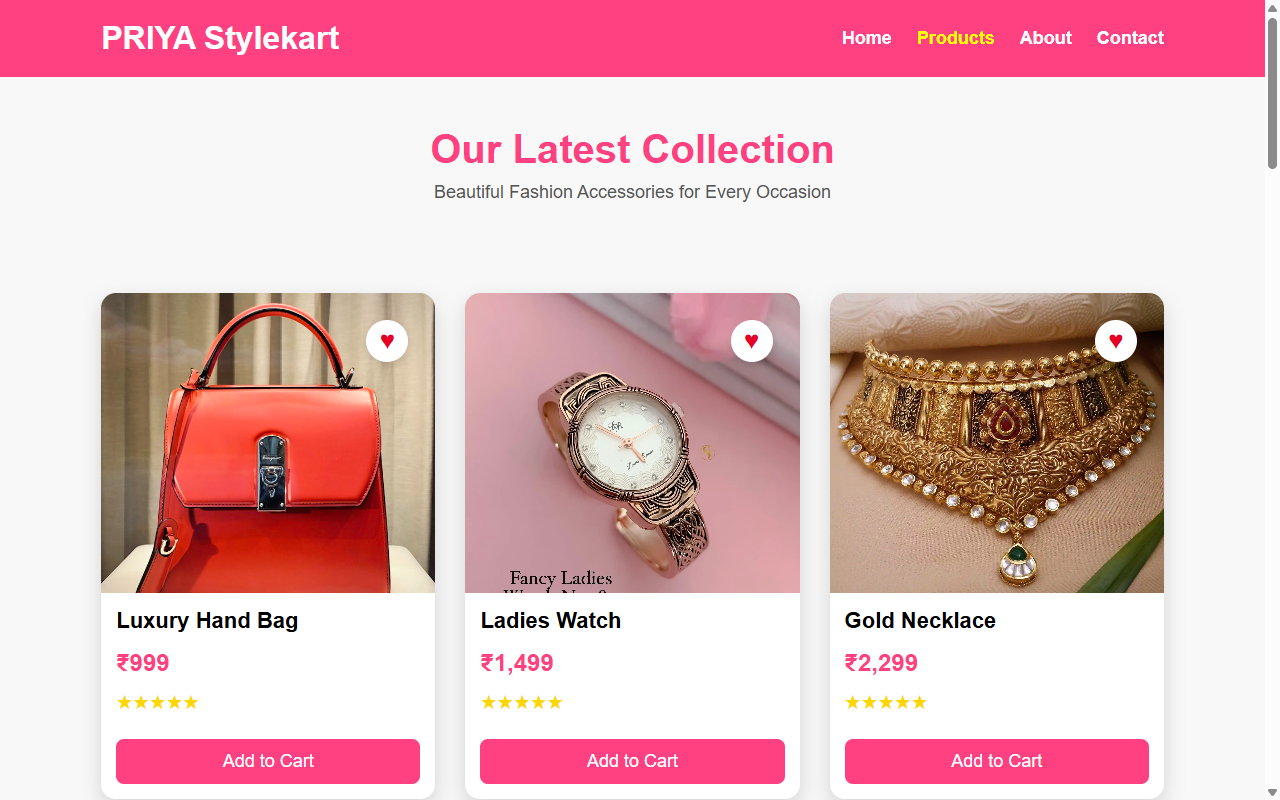 PRIYA Stylekart
Home Products About Contact
Our Latest Collection
Beautiful Fashion Accessories for Every Occasion
♥ ♥ ♥
Fancy Ladies
Luxury Hand Bag
₹999
★★★★★
Add to Cart
Ladies Watch
₹1,499
★★★★★
Add to Cart
Gold Necklace
₹2,299
★★★★★
Add to Cart